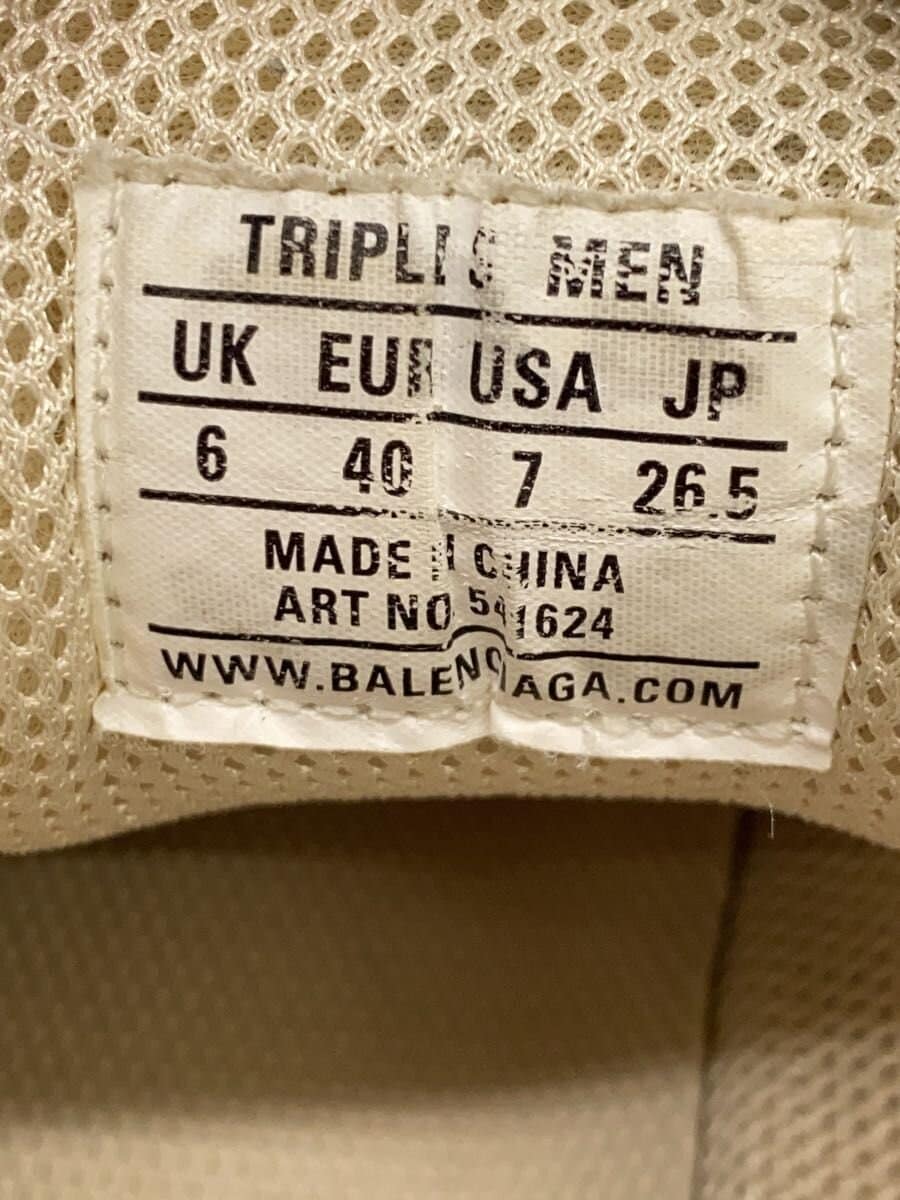 TRIPLE S MEN
UK EUR USA JP
6 40 7 26.5
MADE IN CHINA
ART NO 541624
WWW.BALENCIAGA.COM